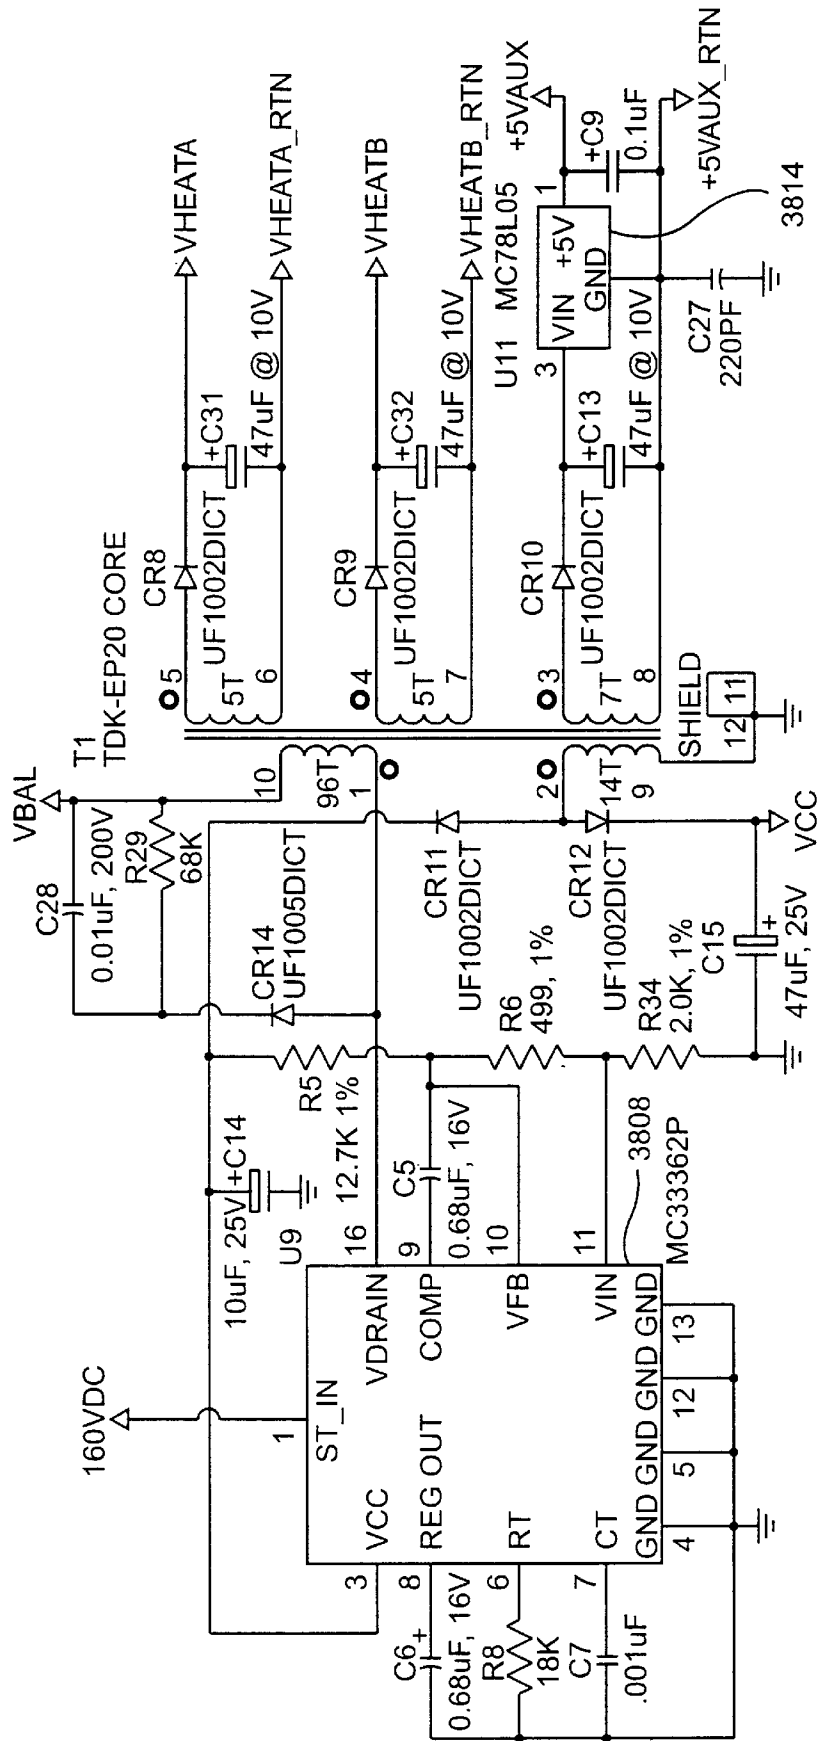 160VDC
1
ST_IN
3
VCC
8
REG OUT
6
RT
7
CT
VDRAIN
16
COMP
9
VFB
10
VIN
11
GND GND GND GND
4
5
12
13
U9
MC33362P
3808
C6 +
0.68uF, 16V
R8
18K
C7
.001uF
10uF, 25V
+C14
R5
12.7K 1%
C5
0.68uF, 16V
R6
499, 1%
R34
2.0K, 1%
C15
+
47uF, 25V
VCC
CR14
UF1005DICT
C28
0.01uF, 200V
R29
68K
VBAL
CR11
UF1002DICT
CR12
UF1002DICT
T1
TDK-EP20 CORE
10
96T
1
2
14T
9
SHIELD
12
11
5
5T
6
4
5T
7
3
7T
8
CR8
UF1002DICT
+C31
47uF @ 10V
VHEATA
VHEATA_RTN
CR9
UF1002DICT
+C32
47uF @ 10V
VHEATB
VHEATB_RTN
CR10
UF1002DICT
+C13
47uF @ 10V
U11 MC78L05
3
VIN
+5V
GND
1
+C9
0.1uF
+5VAUX
+5VAUX_RTN
C27
220PF
3814